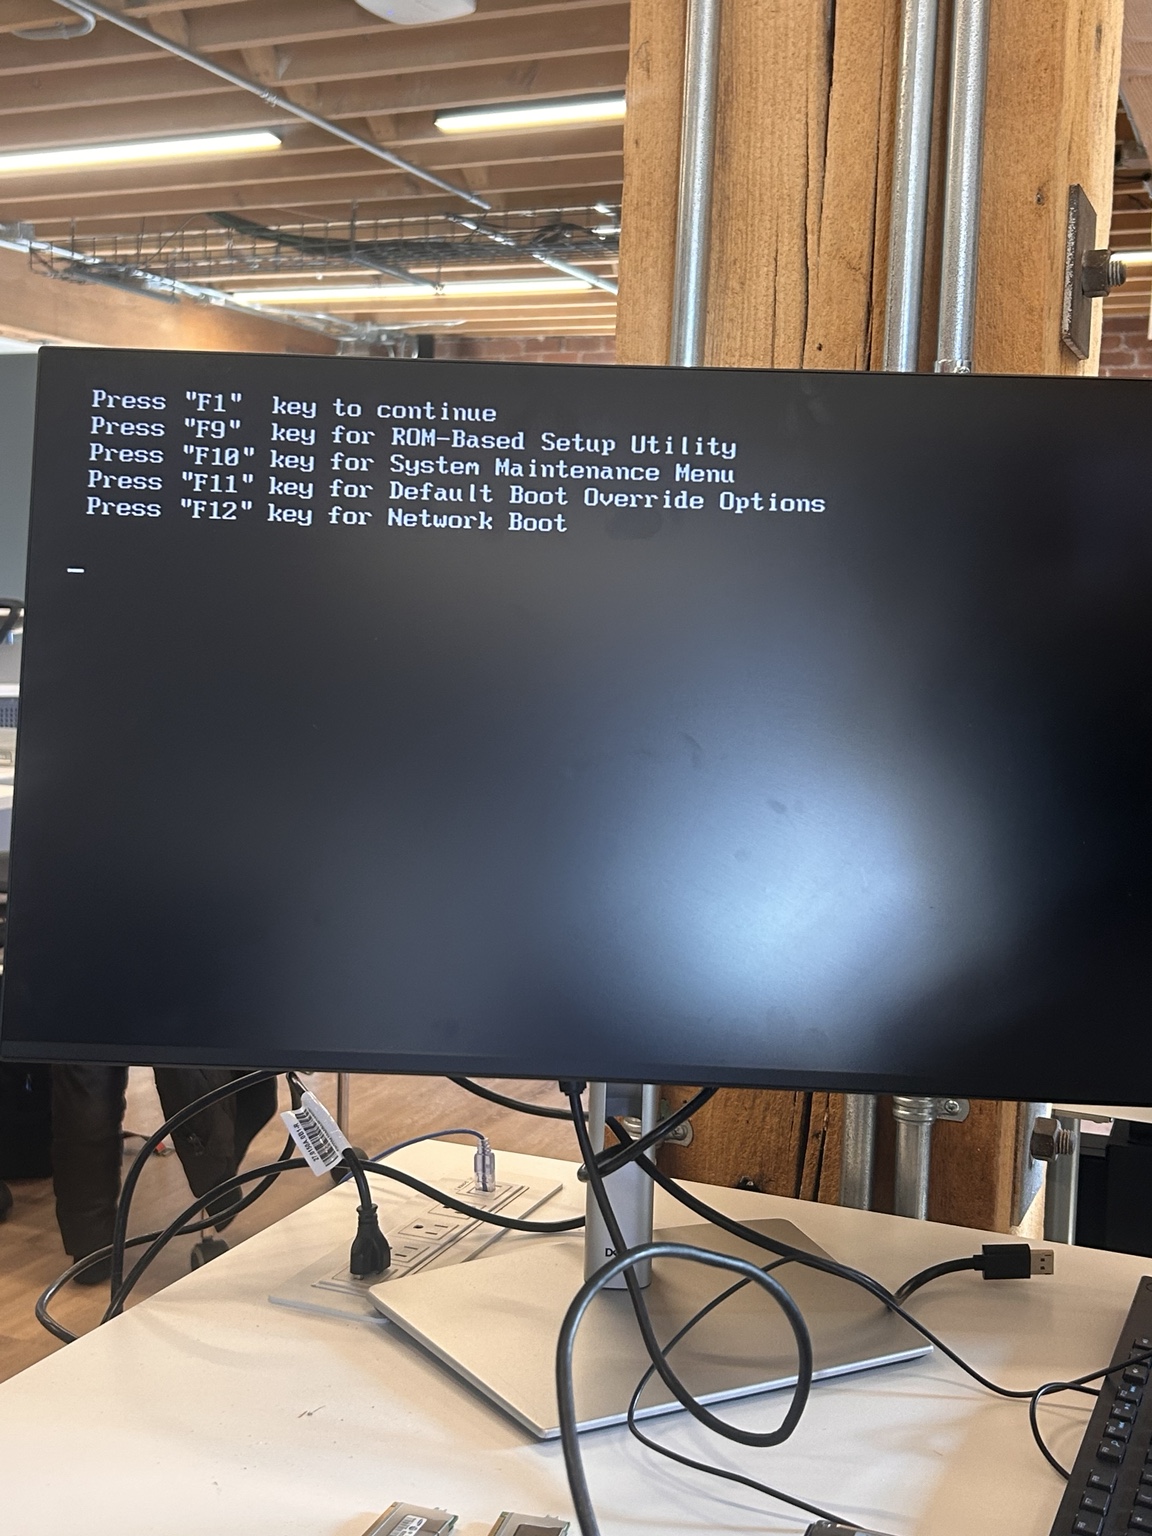 Press "F1"  key to continue
Press "F9"  key for ROM-Based Setup Utility
Press "F10" key for System Maintenance Menu
Press "F11" key for Default Boot Override Options
Press "F12" key for Network Boot
_